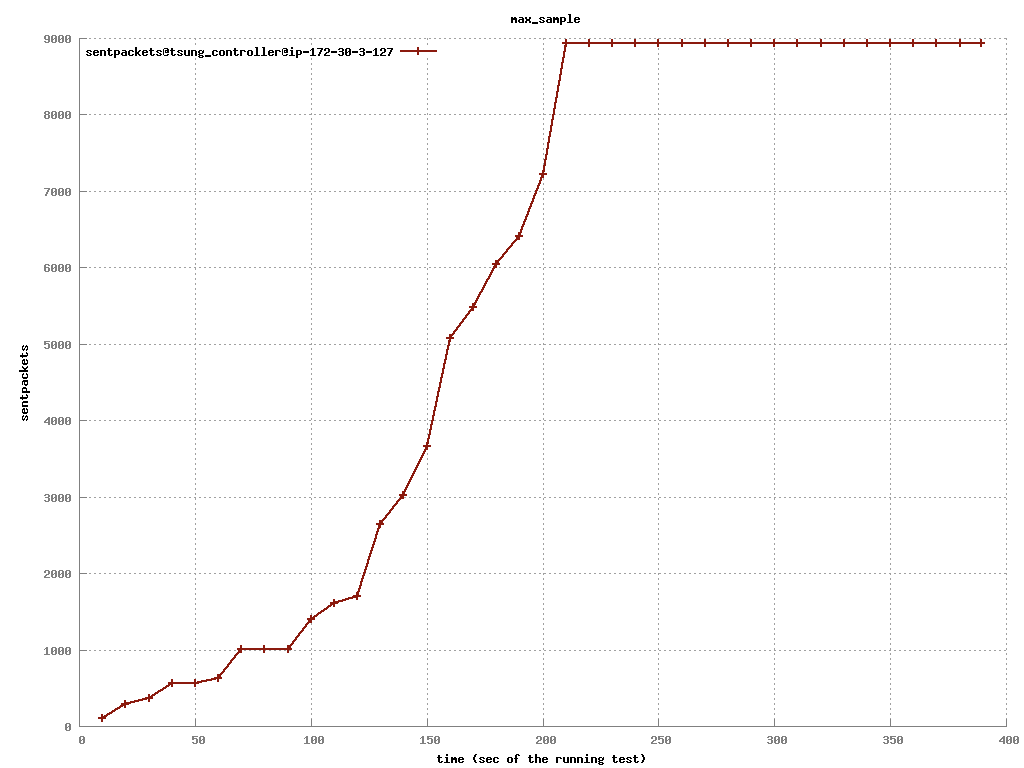 max_sample
9000
sentpackets@tsung_controller@ip-172-30-3-127
8000
7000
6000
5000
4000
3000
2000
1000
0
sentpackets
0 50 100 150 200 250 300 350 400
time (sec of the running test)